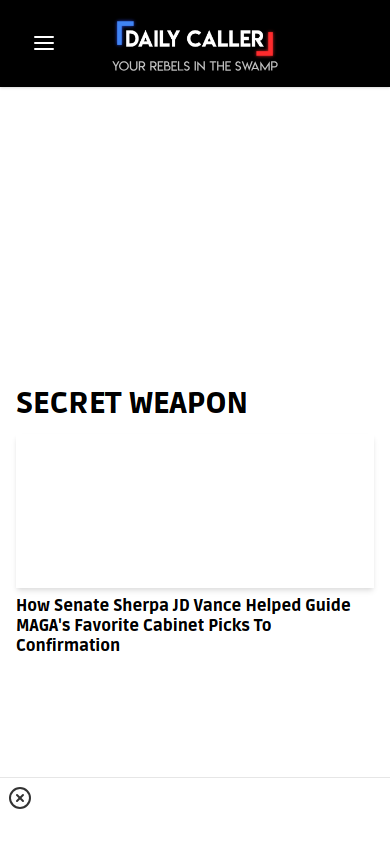 DAILY CALLER
YOUR REBELS IN THE SWAMP
SECRET WEAPON
How Senate Sherpa JD Vance Helped Guide
MAGA's Favorite Cabinet Picks To
Confirmation